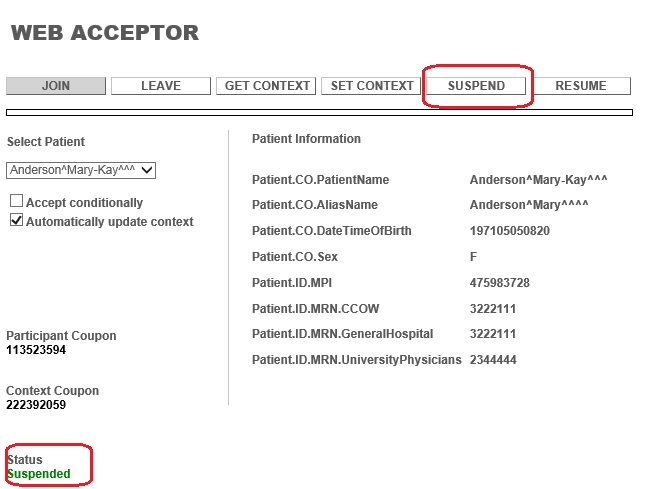 WEB ACCEPTOR
JOIN LEAVE GET CONTEXT SET CONTEXT SUSPEND RESUME
Select Patient
Anderson^Mary-Kay^^^
Accept conditionally
Automatically update context
Participant Coupon
113523594
Context Coupon
222392059
Status
Suspended
Patient Information
Patient.CO.PatientName Anderson^Mary-Kay^^^
Patient.CO.AliasName Anderson^Mary^^^^
Patient.CO.DateTimeOfBirth 197105050820
Patient.CO.Sex F
Patient.ID.MPI 475983728
Patient.ID.MRN.CCOW 3222111
Patient.ID.MRN.GeneralHospital 3222111
Patient.ID.MRN.UniversityPhysicians 2344444